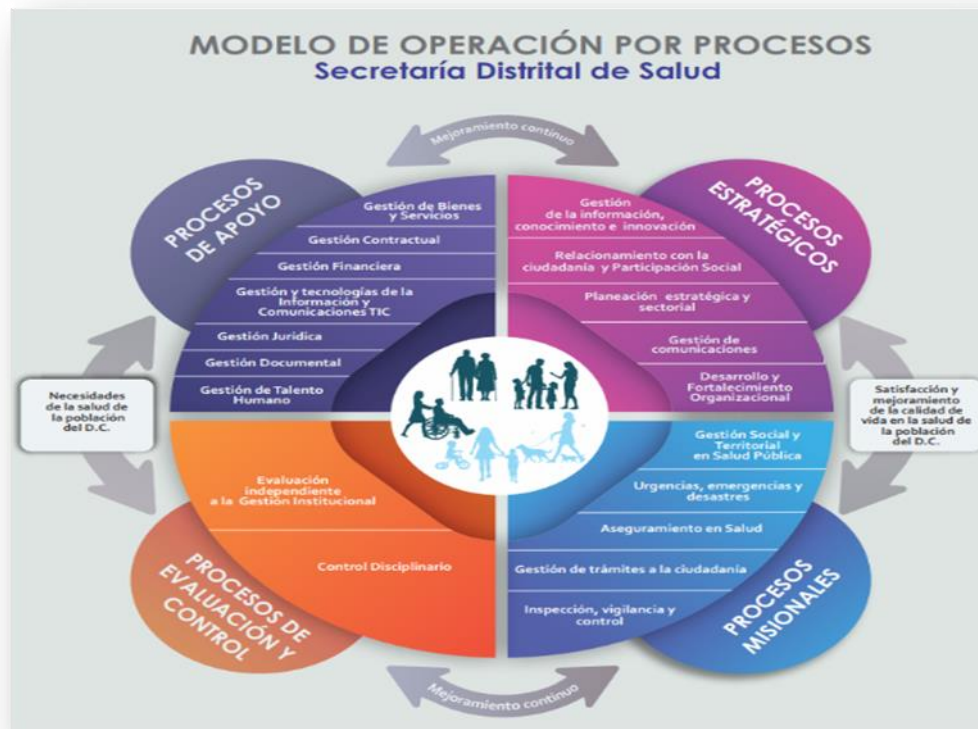 MODELO DE OPERACIÓN POR PROCESOS
Secretaría Distrital de Salud
Mejoramiento continuo
PROCESOS
DE APOYO
Gestión de Bienes
y Servicios
Gestión Contractual
Gestión Financiera
Gestión y tecnologías de la
Información y
Comunicaciones TIC
Gestión Juridica
Gestión Documental
Gestión de Talento
Humano
PROCESOS
ESTRATÉGICOS
Gestión
de la información,
conocimiento e innovación
Relacionamiento con la
ciudadanía y Participación Social
Planeación estratégica y
sectorial
Gestión de
comunicaciones
Desarrollo y
Fortalecimiento
Organizacional
Necesidades
de la salud de
la población
del D.C.
Satisfacción y
mejoramiento
de la calidad de
vida en la salud de
la población
del D.C.
Evaluación
independiente
a la Gestión Institucional
Control Disciplinario
PROCESOS DE
EVALUACIÓN Y
CONTROL
Gestión Social y
Territorial
en Salud Pública
Urgencias, emergencias y
desastres
Aseguramiento en Salud
Gestión de trámites a la ciudadanía
Inspección, vigilancia y
control
PROCESOS
MISIONALES
Mejoramiento continuo